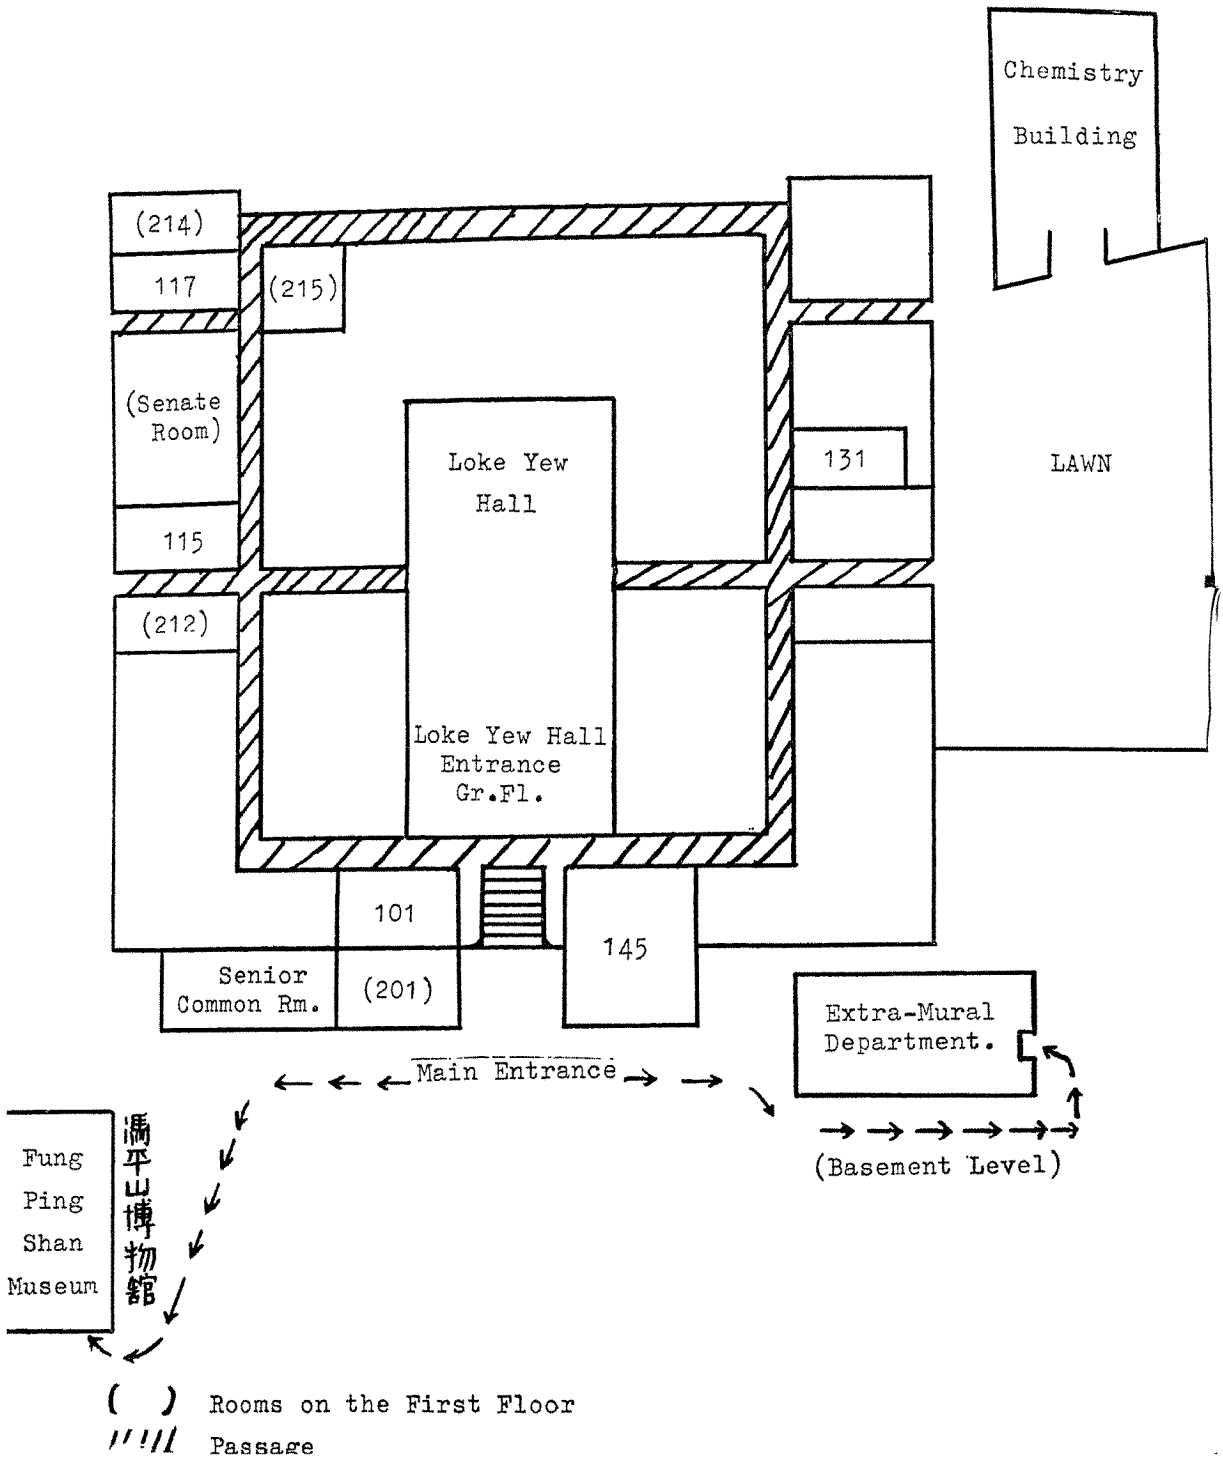 Chemistry
Building
(214)
117
(215)
(Senate
Room)
115
(212)
Loke Yew
Hall
131
LAWN
Loke Yew Hall
Entrance
Gr.Fl.
101
145
Senior
Common Rm.
(201)
Extra-Mural
Department.
Main Entrance
(Basement Level)
Fung
Ping
Shan
Museum
馮平山博物館
( ) Rooms on the First Floor
Passage